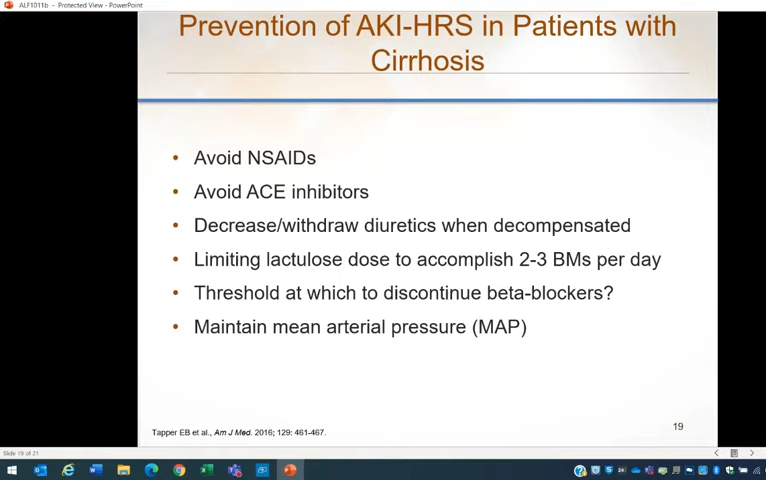 ALF1011b - Protected View - PowerPoint
Prevention of AKI-HRS in Patients with
Cirrhosis
• Avoid NSAIDs
• Avoid ACE inhibitors
• Decrease/withdraw diuretics when decompensated
• Limiting lactulose dose to accomplish 2-3 BMs per day
• Threshold at which to discontinue beta-blockers?
• Maintain mean arterial pressure (MAP)
19
Tapper EB et al., Am J Med. 2016; 129: 461-467.
Slide 19 of 21